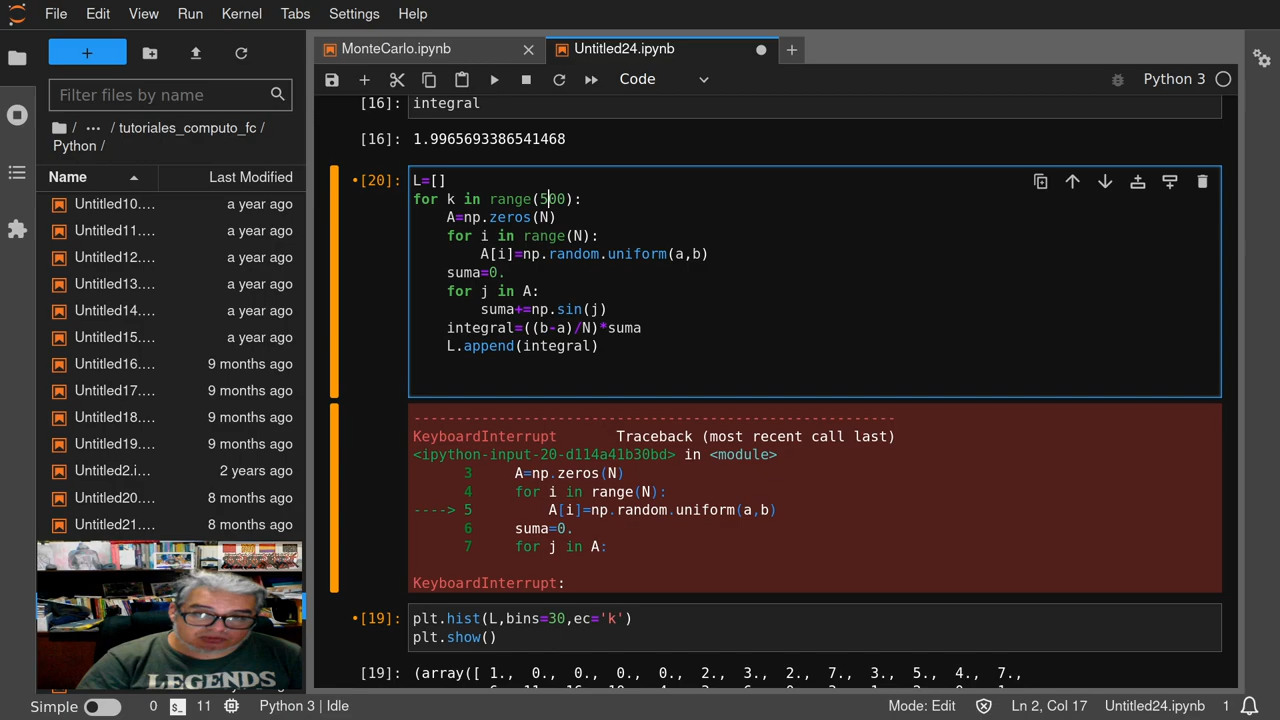 File Edit View Run Kernel Tabs Settings Help
MonteCarlo.ipynb
Untitled24.ipynb
Filter files by name
Code
Python 3
/ ··· / tutoriales_computo_fc /
Python /
Name Last Modified
Untitled10.... a year ago
Untitled11.... a year ago
Untitled12.... a year ago
Untitled13.... a year ago
Untitled14.... a year ago
Untitled15.... a year ago
Untitled16.... 9 months ago
Untitled17.... 9 months ago
Untitled18.... 9 months ago
Untitled19.... 9 months ago
Untitled2.i... 2 years ago
Untitled20.... 8 months ago
Untitled21.... 8 months ago
LEGENDS
[16]: integral
[16]: 1.9965693386541468
•[20]: L=[]
for k in range(500):
    A=np.zeros(N)
    for i in range(N):
        A[i]=np.random.uniform(a,b)
    suma=0.
    for j in A:
        suma+=np.sin(j)
    integral=((b-a)/N)*suma
    L.append(integral)
---------------------------------------------------------
KeyboardInterrupt       Traceback (most recent call last)
<ipython-input-20-d114a41b30bd> in <module>
      3     A=np.zeros(N)
      4     for i in range(N):
----> 5         A[i]=np.random.uniform(a,b)
      6     suma=0.
      7     for j in A:
KeyboardInterrupt:
•[19]: plt.hist(L,bins=30,ec='k')
plt.show()
[19]: (array([ 1., 0., 0., 0., 0., 2., 3., 2., 7., 3., 5., 4., 7.,
Simple 0 11 Python 3 | Idle Mode: Edit Ln 2, Col 17 Untitled24.ipynb 1